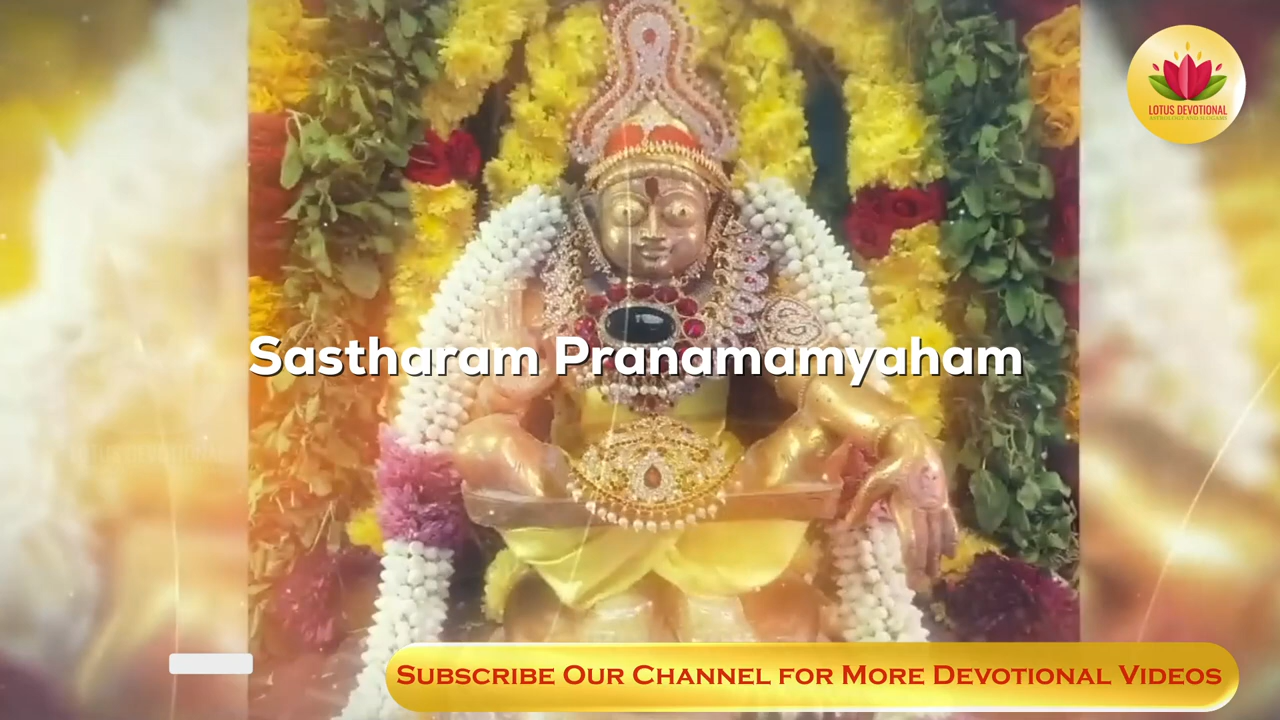 LOTUS DEVOTIONAL
Sastharam Pranamamyaham
SUBSCRIBE OUR CHANNEL FOR MORE DEVOTIONAL VIDEOS